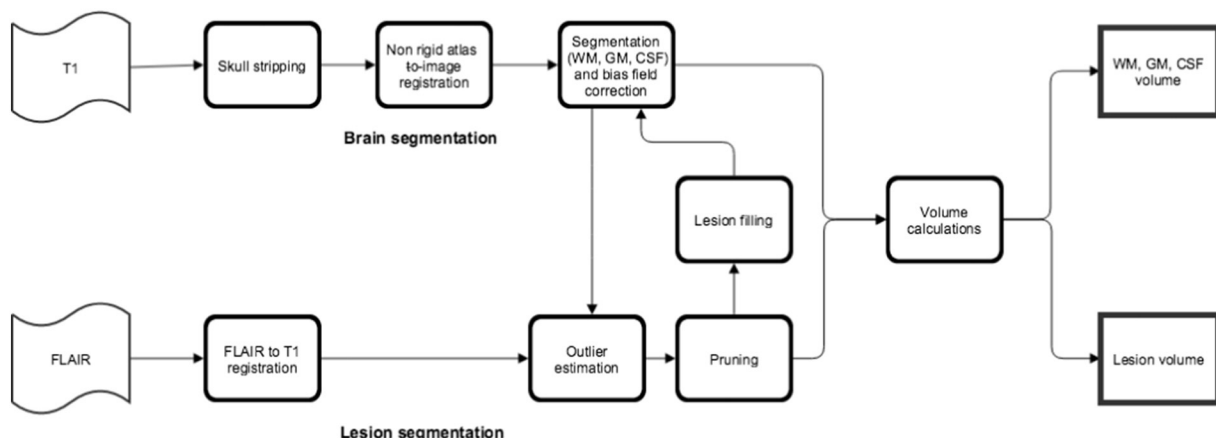 T1
Skull stripping
Non rigid atlas
to-image
registration
Segmentation
(WM, GM, CSF)
and bias field
correction
WM, GM, CSF
volume
Brain segmentation
Lesion filling
Volume
calculations
FLAIR
FLAIR to T1
registration
Outlier
estimation
Pruning
Lesion volume
Lesion segmentation